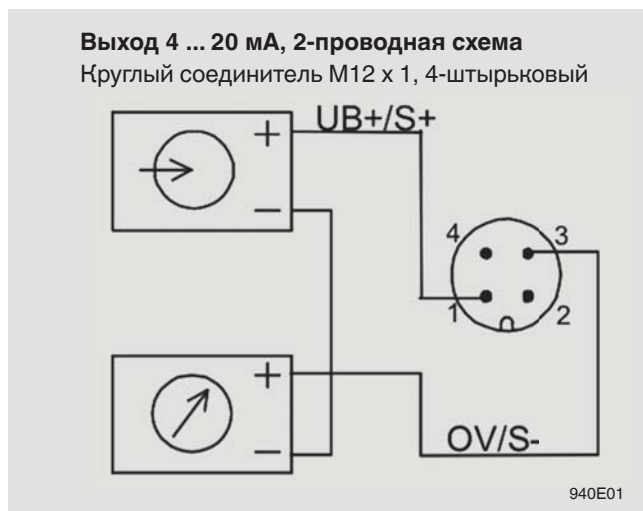 Выход 4 ... 20 мА, 2-проводная схема
Круглый соединитель M12 x 1, 4-штырьковый
UB+/S+
+
−
4 3
1 2
+
−
OV/S-
940E01